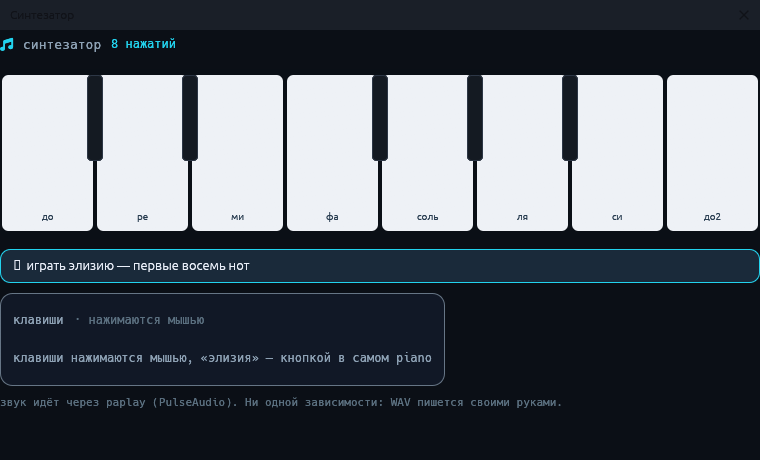 Синтезатор
синтезатор 8 нажатий
до ре ми фа соль ля си до2
играть элизию — первые восемь нот
клавиши · нажимаются мышью
клавиши нажимаются мышью, «элизия» — кнопкой в самом piano
звук идёт через paplay (PulseAudio). Ни одной зависимости: WAV пишется своими руками.